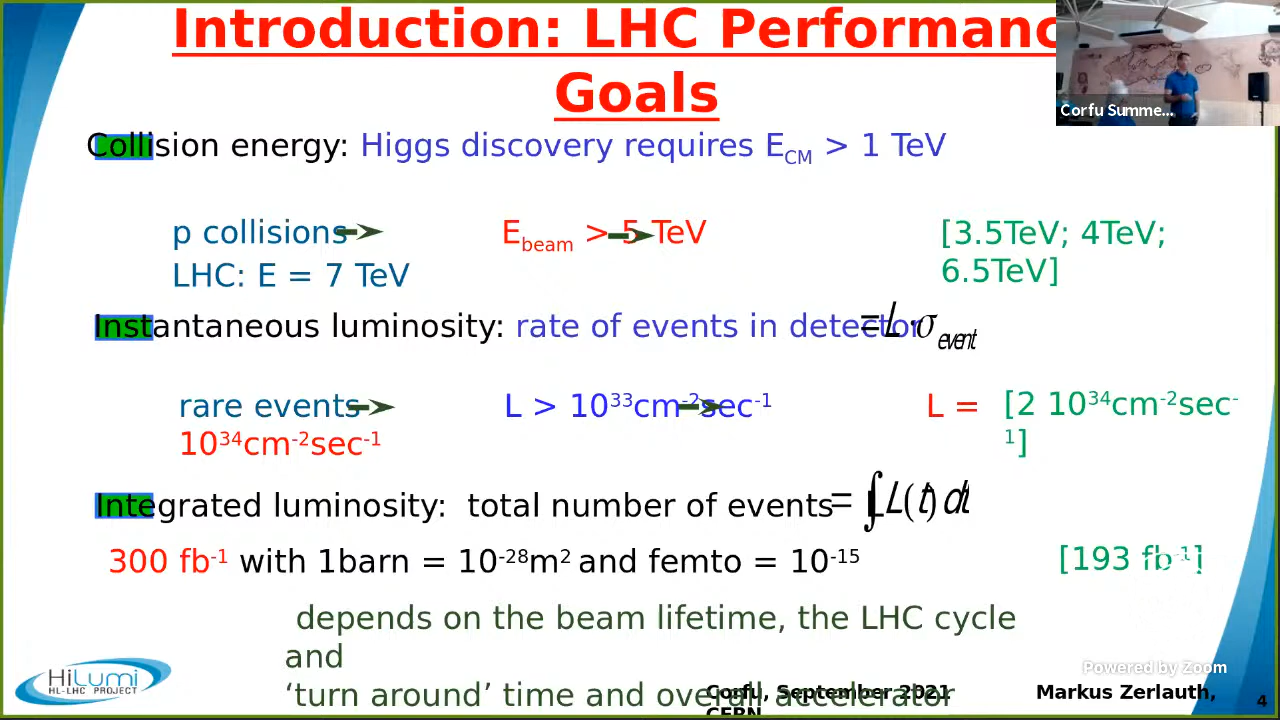 Introduction: LHC Performanc
Goals
Corfu Summe...
Collision energy: Higgs discovery requires E_CM > 1 TeV
p collisions E_beam > 5 TeV [3.5TeV; 4TeV;
LHC: E = 7 TeV 6.5TeV]
Instantaneous luminosity: rate of events in detector = L · σ_event
rare events L > 10³³cm⁻²sec⁻¹ L = [2 10³⁴cm⁻²sec⁻
10³⁴cm⁻²sec⁻¹ ¹]
Integrated luminosity: total number of events = ∫ L(t) dt
300 fb⁻¹ with 1barn = 10⁻²⁸m² and femto = 10⁻¹⁵ [193 fb⁻¹]
depends on the beam lifetime, the LHC cycle
and
‘turn around’ time and overall accelerator
Powered by Zoom
HiLumi
HL-LHC PROJECT
Corfu, September 2021 Markus Zerlauth,
CERN
4